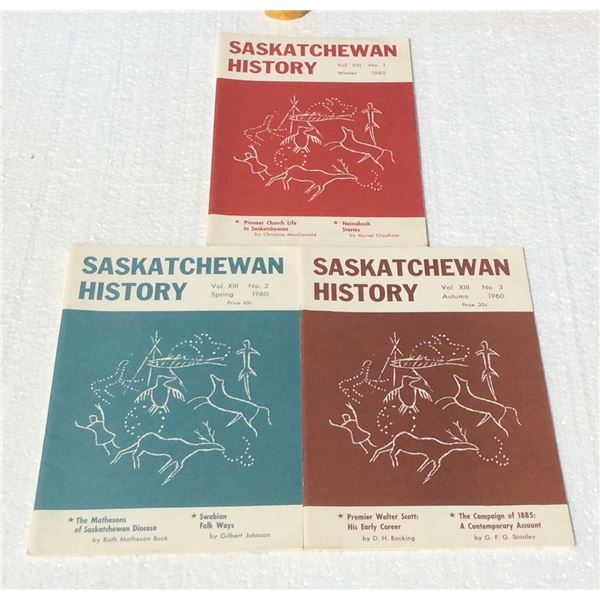 SASKATCHEWAN
HISTORY
Vol. XIII No. 1
Winter 1960
★ Pioneer Church Life
In Saskatchewan
by Christine MacDonald
★ Nainabush
Stories
by Muriel Clipsham
SASKATCHEWAN
HISTORY
Vol. XIII No. 2
Spring 1960
Price 35c
★ The Mathesons
of Saskatchewan Diocese
by Ruth Matheson Buck
★ Swabian
Folk Ways
by Gilbert Johnson
SASKATCHEWAN
HISTORY
Vol. XIII No. 3
Autumn 1960
Price 35c
★ Premier Walter Scott:
His Early Career
by D. H. Bocking
★ The Campaign of 1885:
A Contemporary Account
by G. F. G. Stanley